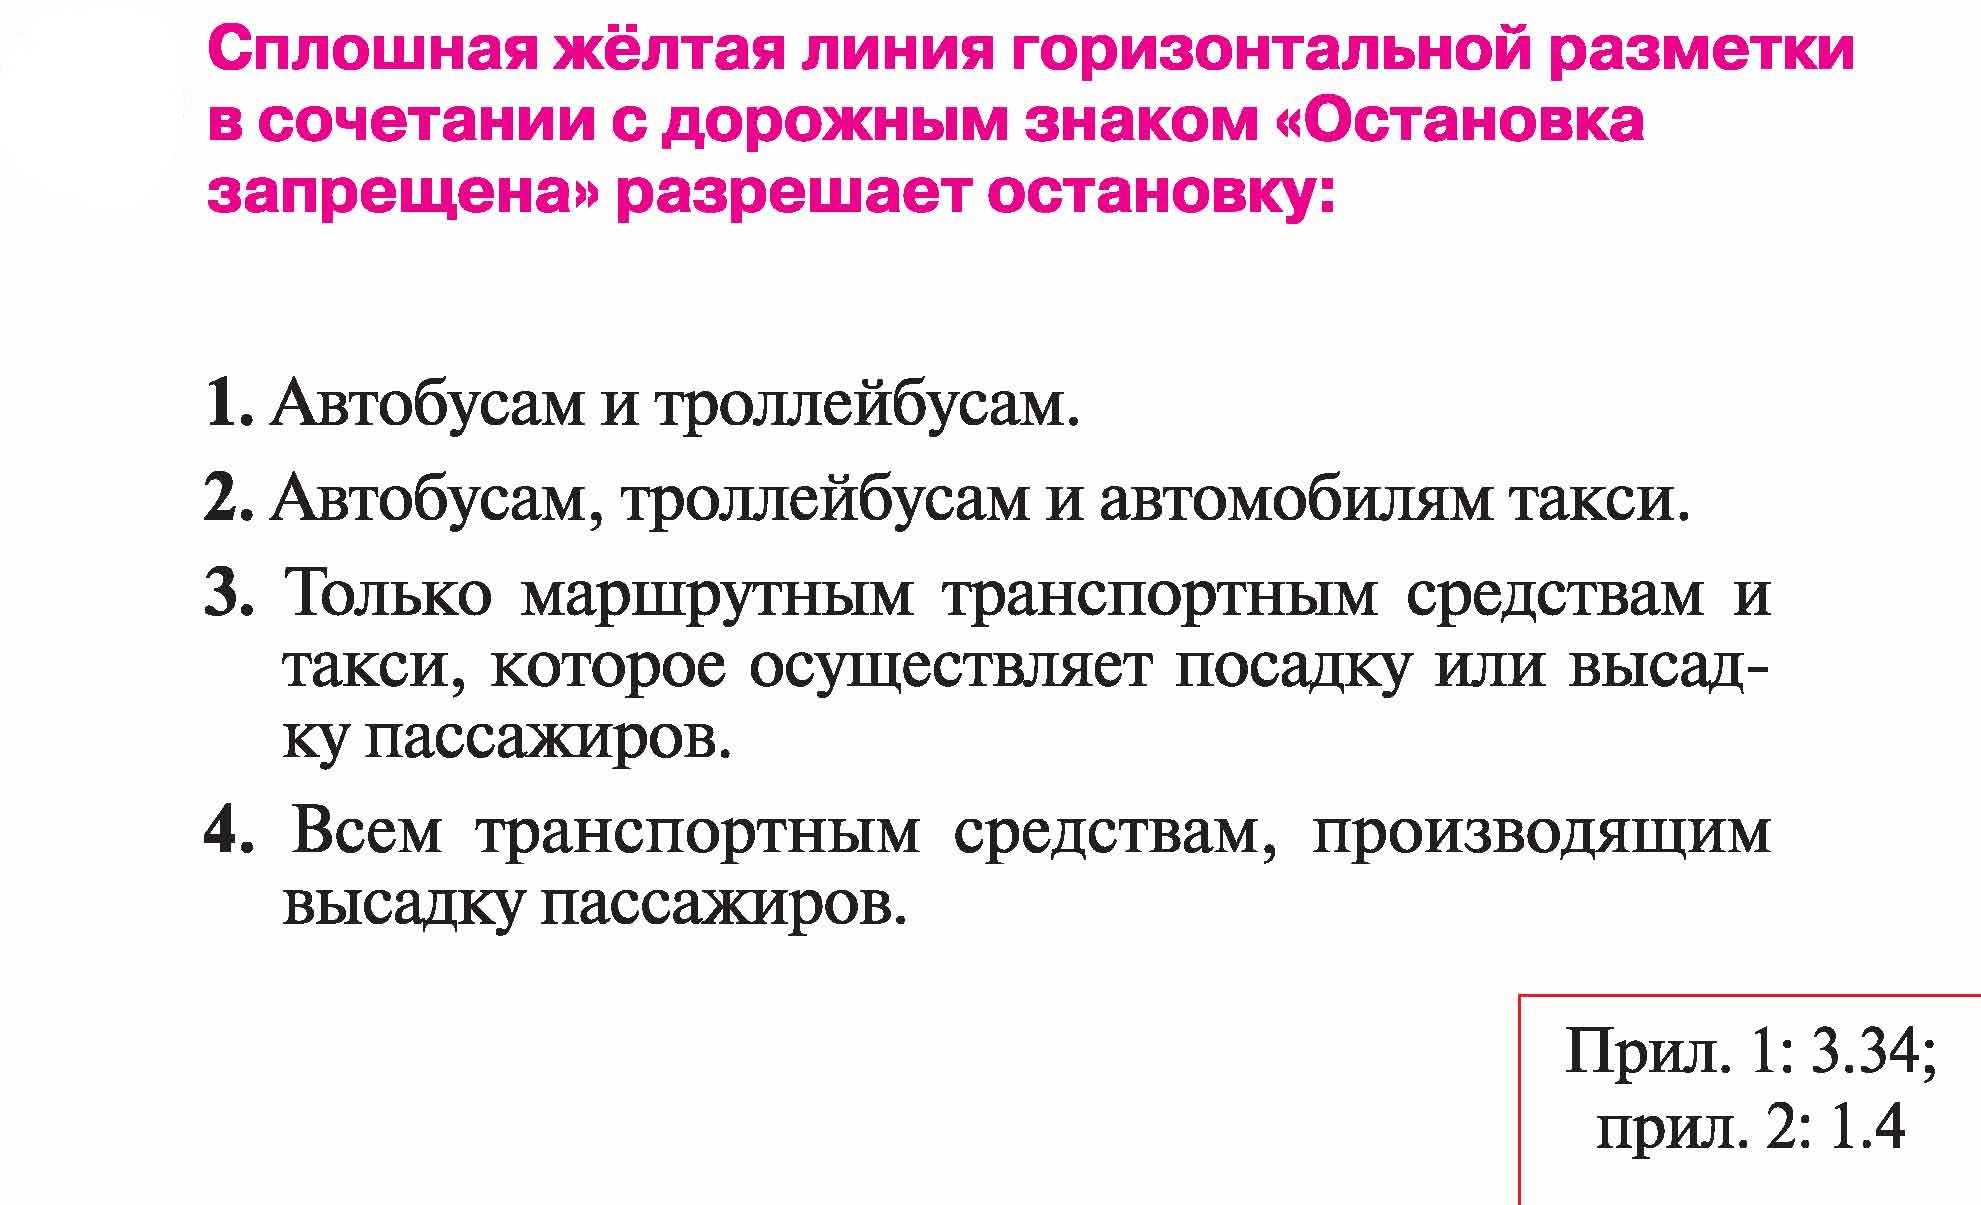 Сплошная жёлтая линия горизонтальной разметки
в сочетании с дорожным знаком «Остановка
запрещена» разрешает остановку:
1. Автобусам и троллейбусам.
2. Автобусам, троллейбусам и автомобилям такси.
3. Только маршрутным транспортным средствам и
такси, которое осуществляет посадку или высад-
ку пассажиров.
4. Всем транспортным средствам, производящим
высадку пассажиров.
Прил. 1: 3.34;
прил. 2: 1.4